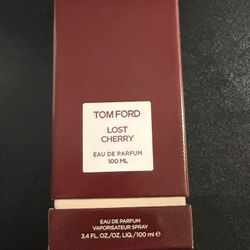 TOM FORD
LOST
CHERRY
EAU DE PARFUM
100 ML
EAU DE PARFUM
VAPORISATEUR SPRAY
3.4 FL. OZ./OZ. LIQ./100 ml ℮